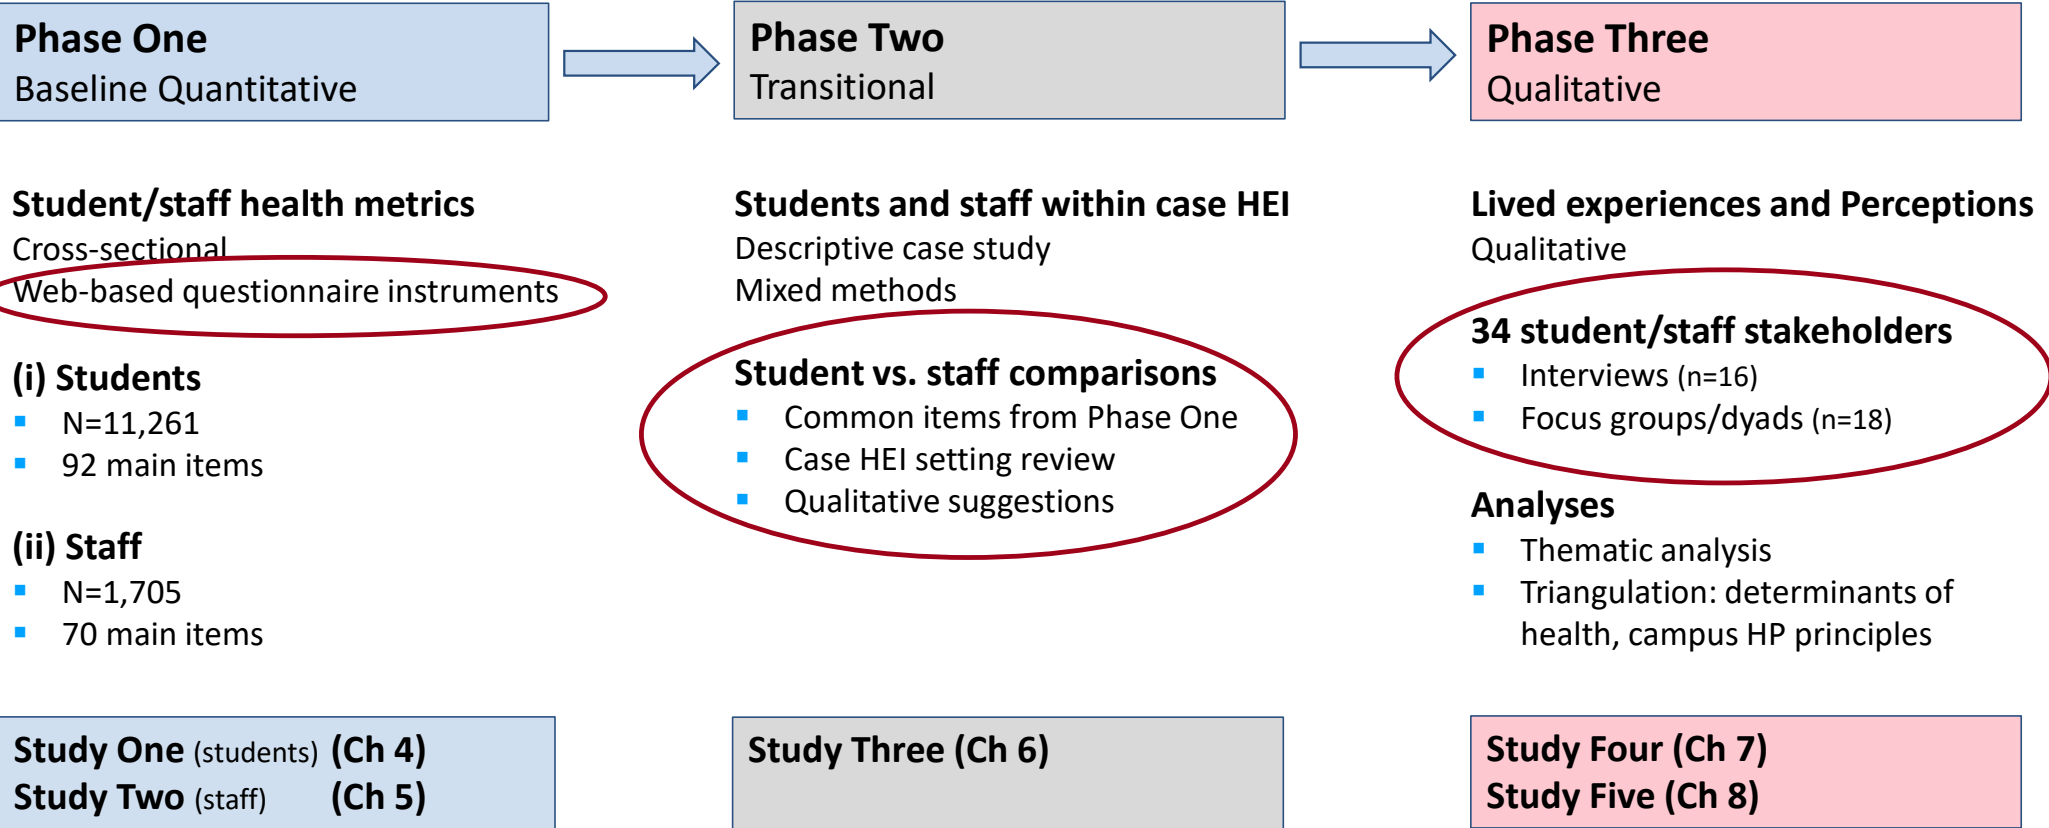 Phase One
Baseline Quantitative
Phase Two
Transitional
Phase Three
Qualitative
Student/staff health metrics
Cross-sectional
Web-based questionnaire instruments
(i) Students
▪ N=11,261
▪ 92 main items
(ii) Staff
▪ N=1,705
▪ 70 main items
Students and staff within case HEI
Descriptive case study
Mixed methods
Student vs. staff comparisons
▪ Common items from Phase One
▪ Case HEI setting review
▪ Qualitative suggestions
Lived experiences and Perceptions
Qualitative
34 student/staff stakeholders
▪ Interviews (n=16)
▪ Focus groups/dyads (n=18)
Analyses
▪ Thematic analysis
▪ Triangulation: determinants of
health, campus HP principles
Study One (students) (Ch 4)
Study Two (staff) (Ch 5)
Study Three (Ch 6)
Study Four (Ch 7)
Study Five (Ch 8)